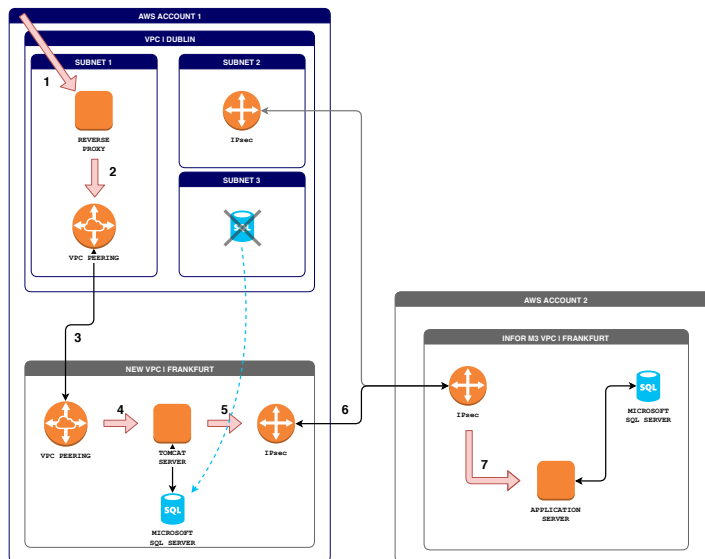 AWS ACCOUNT 1
VPC | DUBLIN
SUBNET 1
SUBNET 2
1
REVERSE
PROXY
IPsec
2
SUBNET 3
SQL
VPC PEERING
AWS ACCOUNT 2
3
INFOR M3 VPC | FRANKFURT
NEW VPC | FRANKFURT
SQL
IPsec
MICROSOFT
SQL SERVER
4
5
6
VPC PEERING
TOMCAT
SERVER
IPsec
7
SQL
APPLICATION
SERVER
MICROSOFT
SQL SERVER